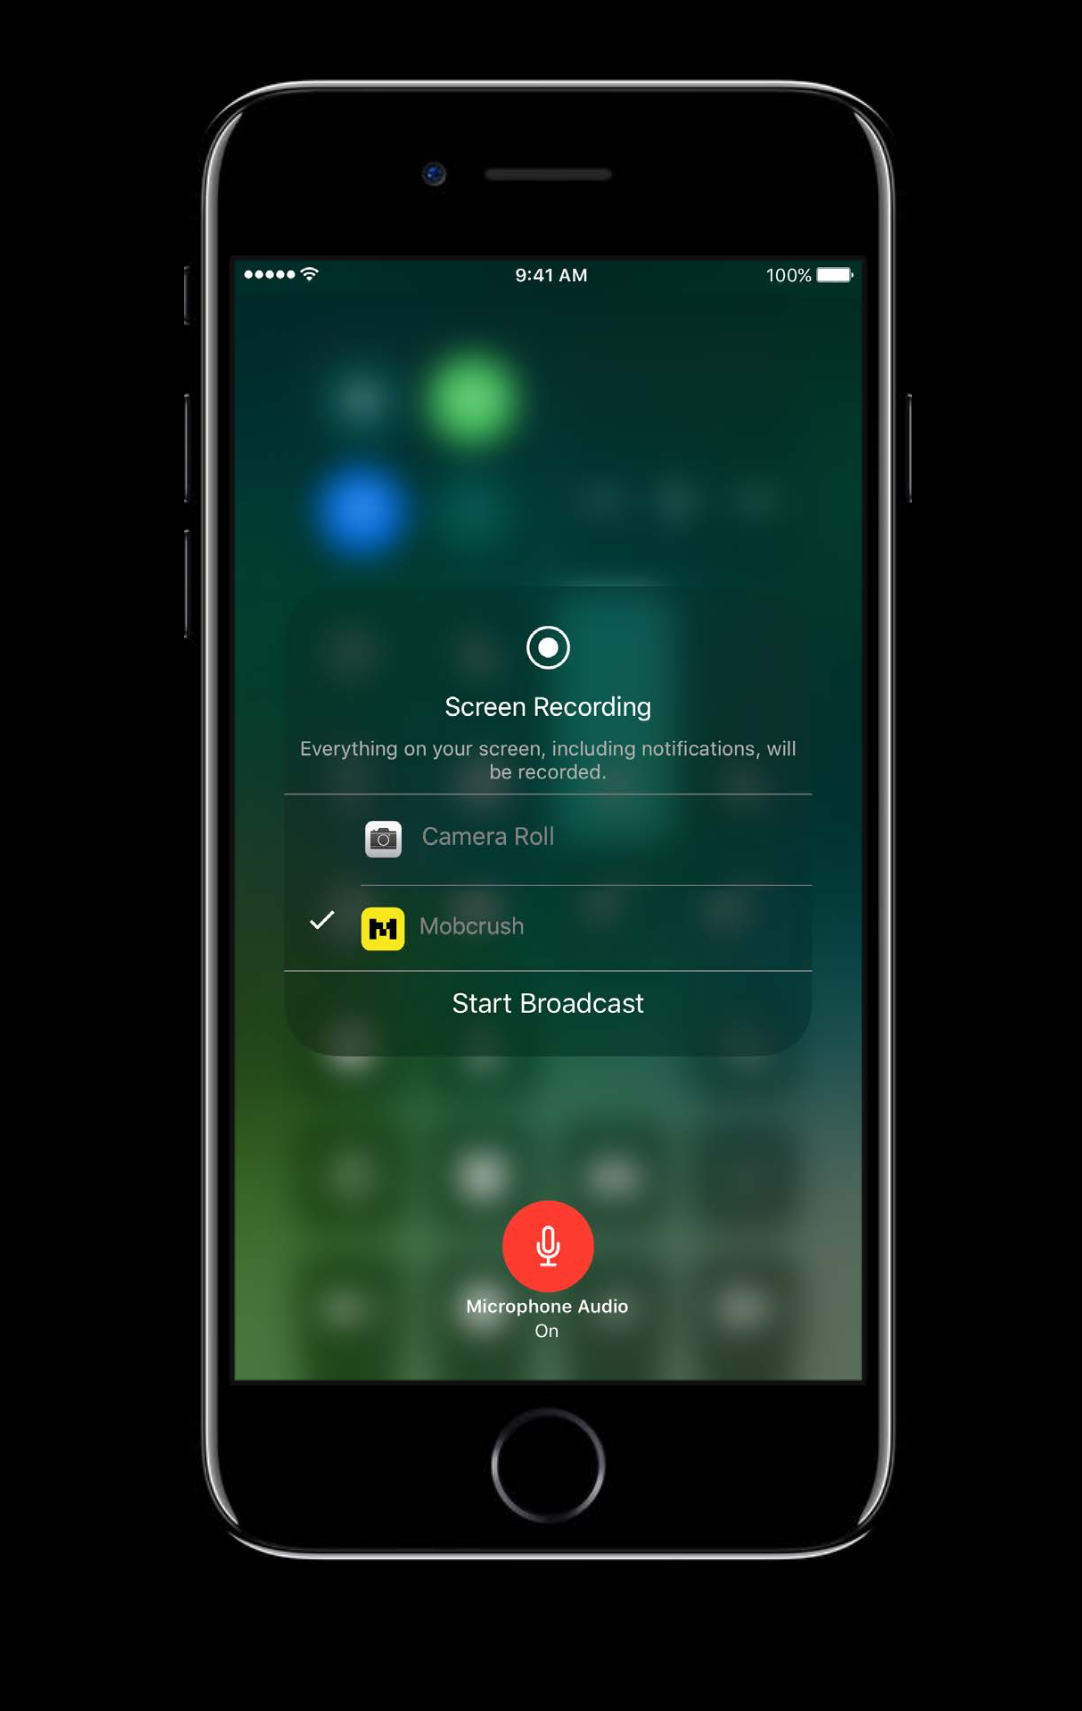 9:41 AM
100%
Screen Recording
Everything on your screen, including notifications, will
be recorded.
Camera Roll
Mobcrush
Start Broadcast
Microphone Audio
On